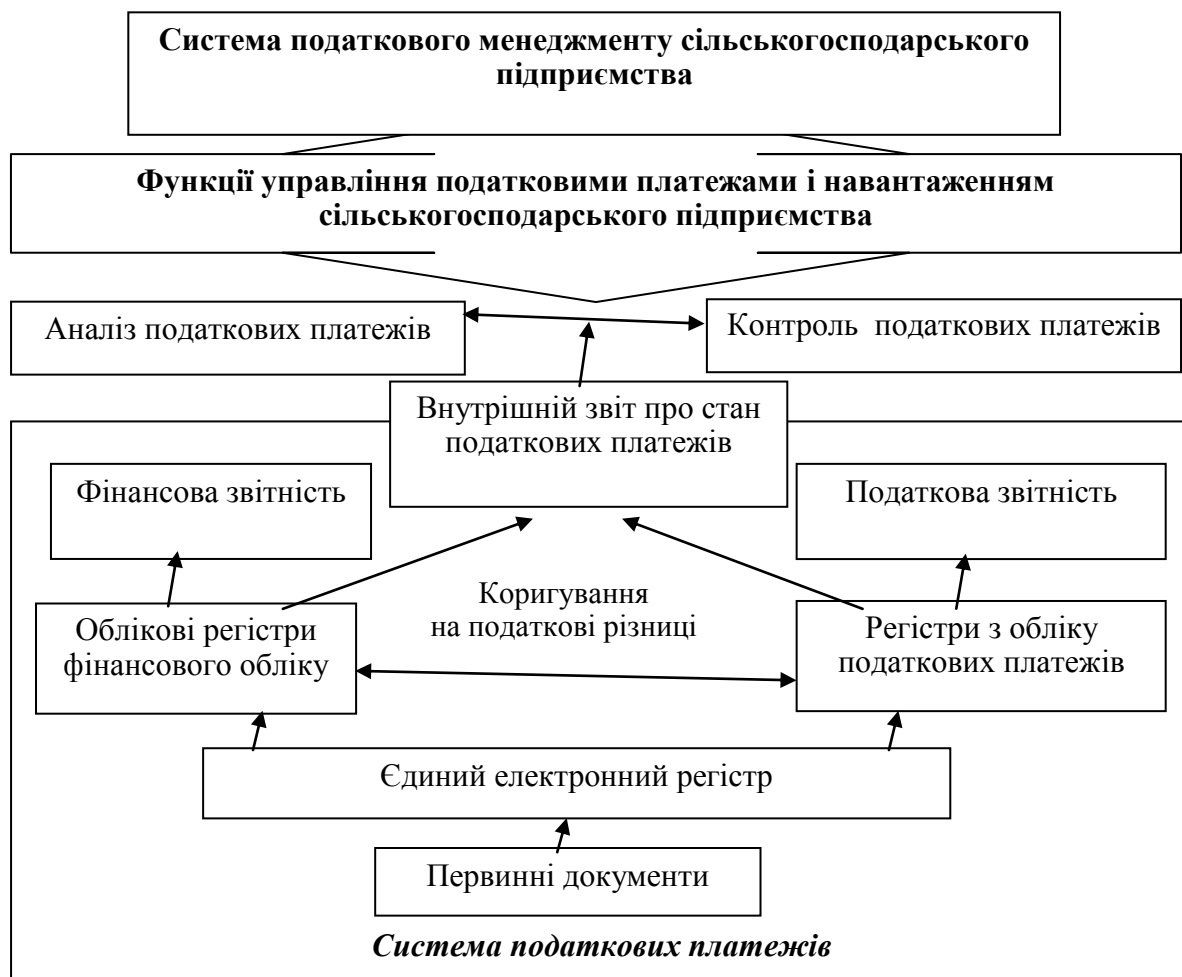 Система податкового менеджменту сільськогосподарського
підприємства
Функції управління податковими платежами і навантаженням
сільськогосподарського підприємства
Аналіз податкових платежів
Контроль податкових платежів
Внутрішній звіт про стан
податкових платежів
Фінансова звітність
Податкова звітність
Коригування
на податкові різниці
Облікові регістри
фінансового обліку
Регістри з обліку
податкових платежів
Єдиний електронний регістр
Первинні документи
Система податкових платежів